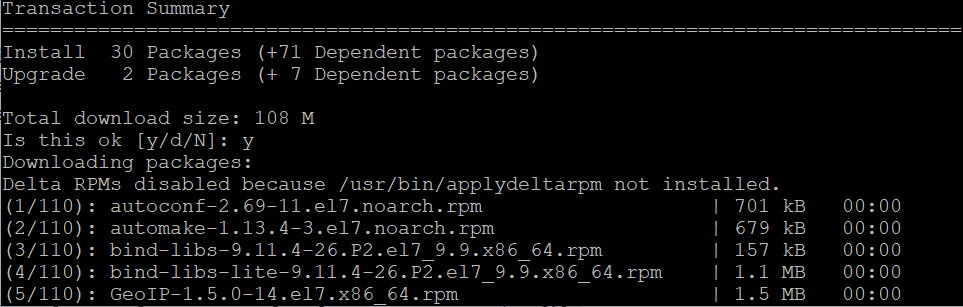 Transaction Summary
================================================================================
Install  30 Packages (+71 Dependent packages)
Upgrade   2 Packages (+ 7 Dependent packages)
Total download size: 108 M
Is this ok [y/d/N]: y
Downloading packages:
Delta RPMs disabled because /usr/bin/applydeltarpm not installed.
(1/110): autoconf-2.69-11.el7.noarch.rpm                   | 701 kB   00:00
(2/110): automake-1.13.4-3.el7.noarch.rpm                  | 679 kB   00:00
(3/110): bind-libs-9.11.4-26.P2.el7_9.9.x86_64.rpm         | 157 kB   00:00
(4/110): bind-libs-lite-9.11.4-26.P2.el7_9.9.x86_64.rpm    | 1.1 MB   00:00
(5/110): GeoIP-1.5.0-14.el7.x86_64.rpm                     | 1.5 MB   00:00